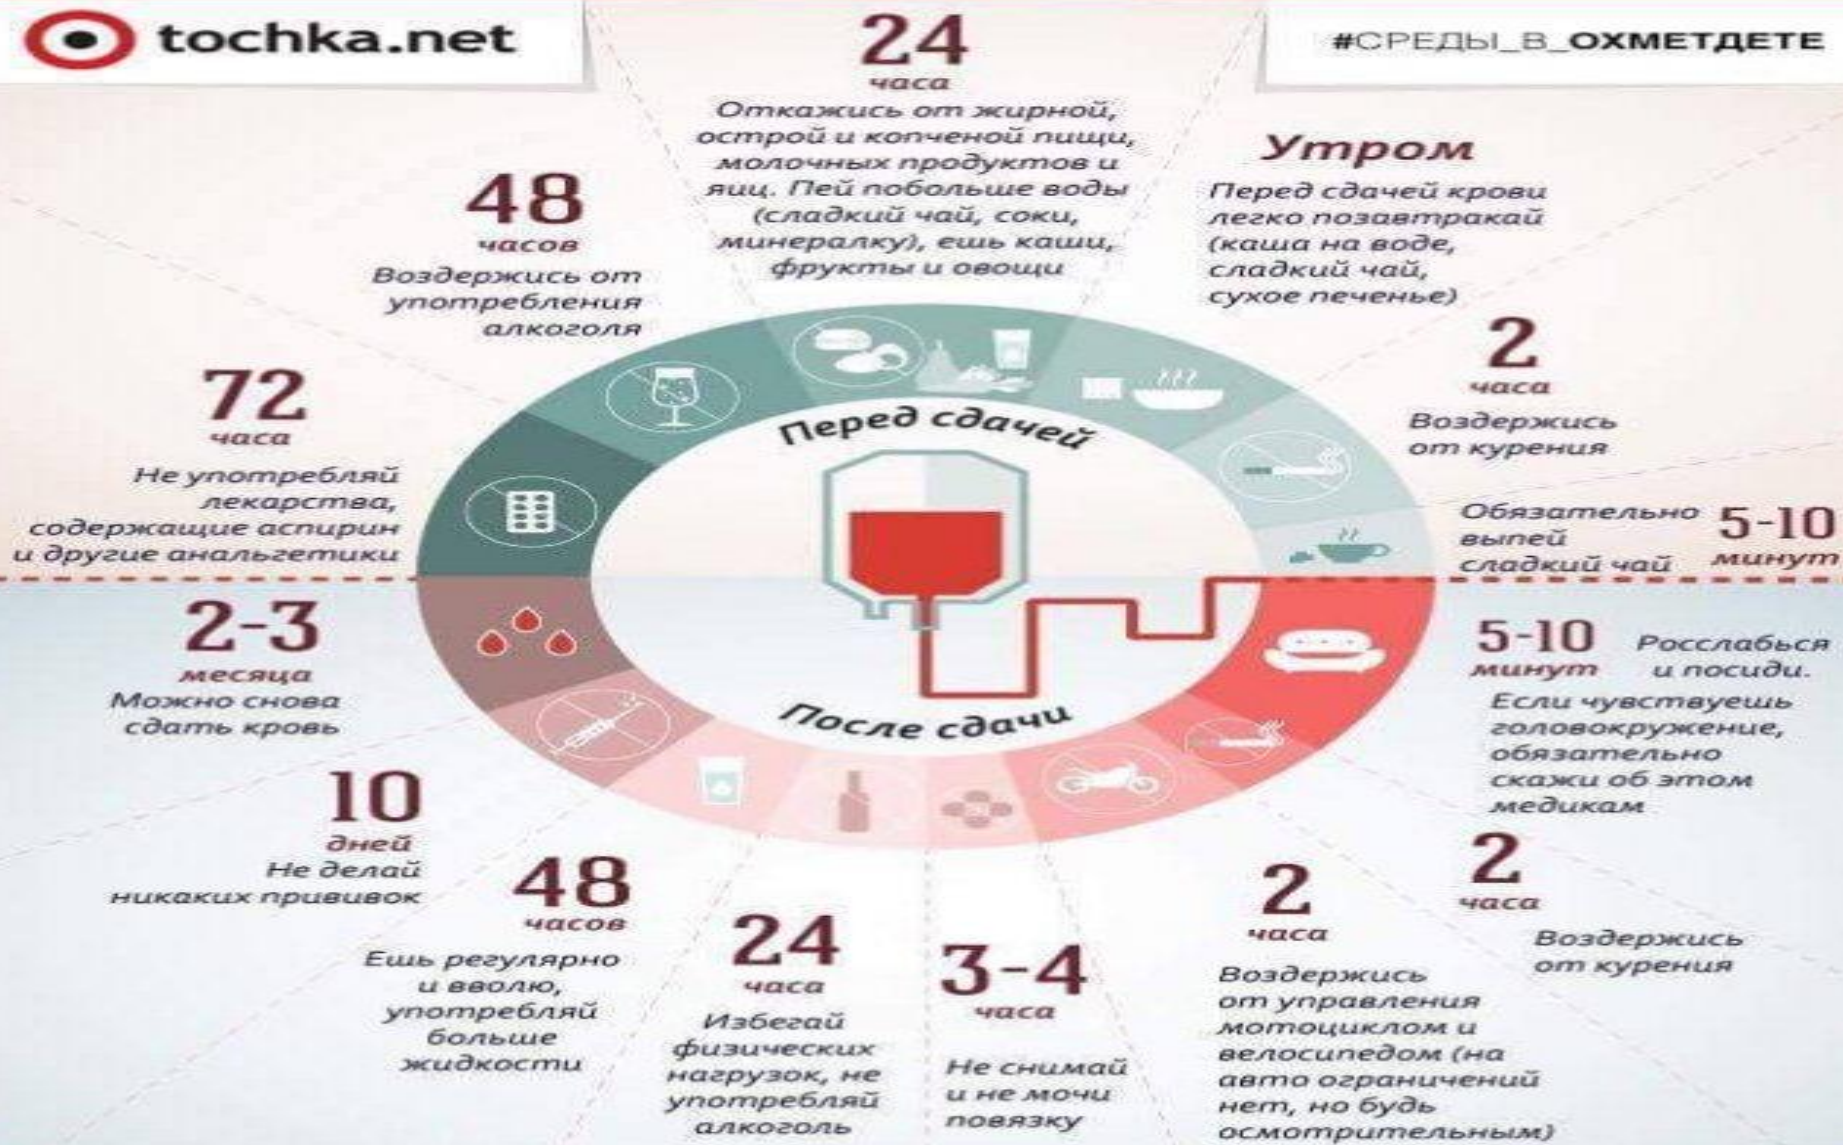 tochka.net
#СРЕДЫ_В_ОХМЕТДЕТЕ
24
часа
Откажись от жирной,
острой и копченой пищи,
молочных продуктов и
яиц. Пей побольше воды
(сладкий чай, соки,
минералку), ешь каши,
фрукты и овощи
Утром
Перед сдачей крови
легко позавтракай
(каша на воде,
сладкий чай,
сухое печенье)
48
часов
Воздержись от
употребления
алкоголя
2
часа
Воздержись
от курения
72
часа
Не употребляй
лекарства,
содержащие аспирин
и другие анальгетики
Обязательно
выпей
сладкий чай
5-10
минут
Перед сдачей
После сдачи
2-3
месяца
Можно снова
сдать кровь
5-10
минут
Росслабься
и посиди.
Если чувствуешь
головокружение,
обязательно
скажи об этом
медикам
10
дней
Не делай
никаких прививок
48
часов
Ешь регулярно
и вволю,
употребляй
больше
жидкости
24
часа
Избегай
физических
нагрузок, не
употребляй
алкоголь
3-4
часа
Не снимай
и не мочи
повязку
2
часа
Воздержись
от управления
мотоциклом и
велосипедом (на
авто ограничений
нет, но будь
осмотрительным)
2
часа
Воздержись
от курения